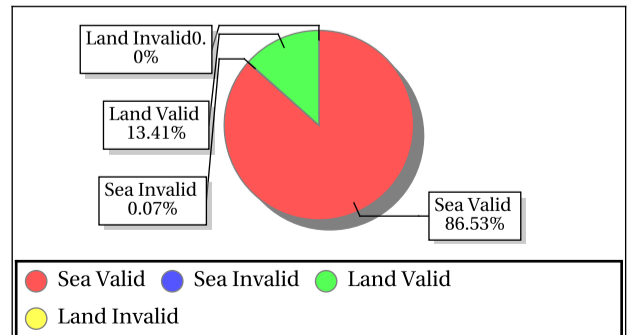 Land Invalid0.
0%
Land Valid
13.41%
Sea Invalid
0.07%
Sea Valid
86.53%
Sea Valid Sea Invalid Land Valid
Land Invalid